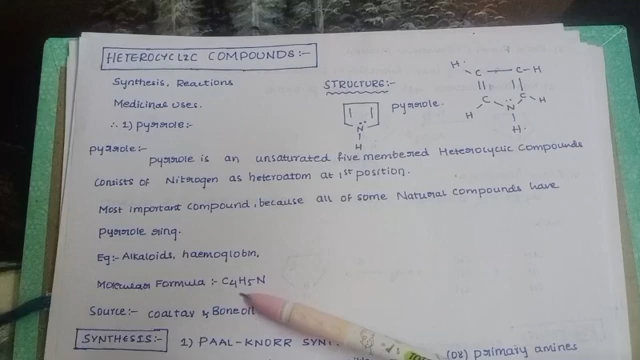 HETEROCYCLIC COMPOUNDS:-
Synthesis, Reactions
Medicinal uses.
∴ 1) pyrrole:-
STRUCTURE:-
pyrrole.
N
H
H C C H
H C C H
N
H
pyrrole:-
pyrrole is an unsaturated five membered Heterocyclic Compounds
consists of Nitrogen as heteroatom at 1st position.
Most important compound, because all of some Natural compounds have
pyrrole ring.
Eg:- Alkaloids, haemoglobin,
Molecular Formula :- C4H5N
Source:- coaltar & Bone oil
SYNTHESIS:- 1) PAAL-KNORR (or) primary amines